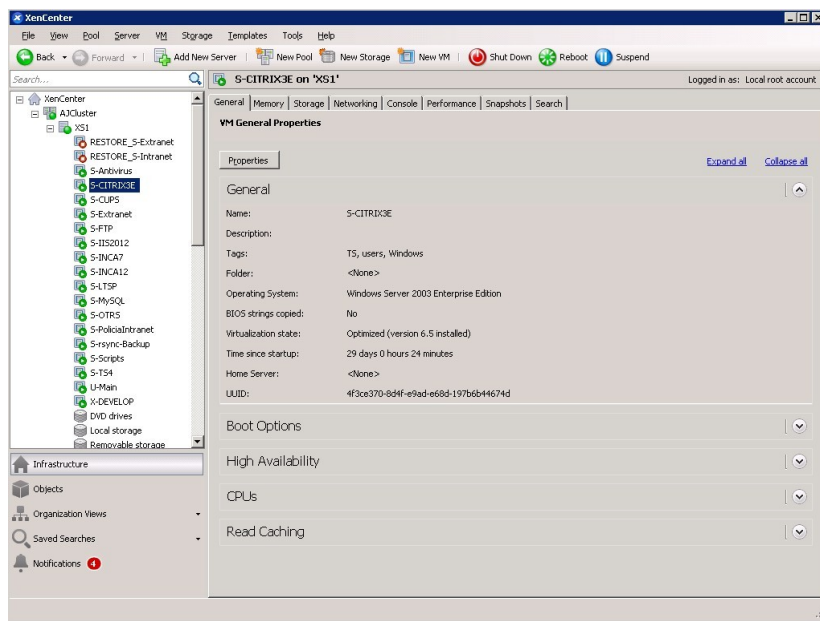 XenCenter
File View Pool Server VM Storage Templates Tools Help
Back Forward Add New Server New Pool New Storage New VM Shut Down Reboot Suspend
Search...
S-CITRIX3E on 'XS1'
Logged in as: Local root account
XenCenter
AJCluster
XS1
RESTORE_S-Extranet
RESTORE_S-Intranet
S-Antivirus
S-CITRIX3E
S-CUPS
S-Extranet
S-FTP
S-IIS2012
S-INCA7
S-INCA12
S-LTSP
S-MySQL
S-OTRS
S-PoliciaIntranet
S-rsync-Backup
S-Scripts
S-TS4
U-Main
X-DEVELOP
DVD drives
Local storage
Removable storage
Infrastructure
Objects
Organization Views
Saved Searches
Notifications 4
General Memory Storage Networking Console Performance Snapshots Search
VM General Properties
Properties
Expand all Collapse all
General
Name: S-CITRIX3E
Description:
Tags: TS, users, Windows
Folder: <None>
Operating System: Windows Server 2003 Enterprise Edition
BIOS strings copied: No
Virtualization state: Optimized (version 6.5 installed)
Time since startup: 29 days 0 hours 24 minutes
Home Server: <None>
UUID: 4f3ce370-8d4f-e9ad-e68d-197b6b44674d
Boot Options
High Availability
CPUs
Read Caching